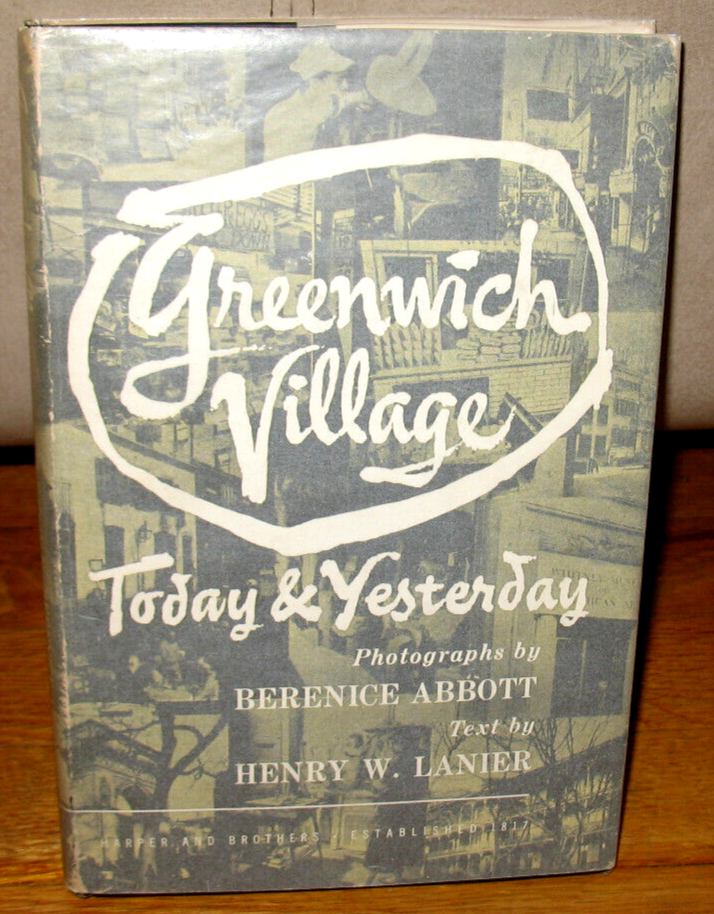 Greenwich
Village
Today & Yesterday
Photographs by
BERENICE ABBOTT
Text by
HENRY W. LANIER
HARPER AND BROTHERS · ESTABLISHED 1817